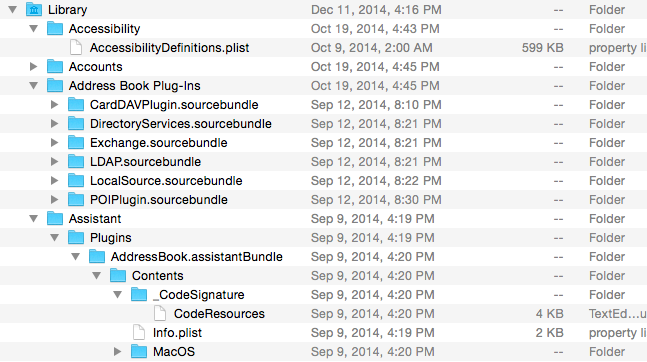 Library Dec 11, 2014, 4:16 PM -- Folder
Accessibility Oct 19, 2014, 4:43 PM -- Folder
AccessibilityDefinitions.plist Oct 9, 2014, 2:00 AM 599 KB property li
Accounts Oct 19, 2014, 4:45 PM -- Folder
Address Book Plug-Ins Oct 19, 2014, 4:45 PM -- Folder
CardDAVPlugin.sourcebundle Sep 12, 2014, 8:10 PM -- Folder
DirectoryServices.sourcebundle Sep 12, 2014, 8:21 PM -- Folder
Exchange.sourcebundle Sep 12, 2014, 8:21 PM -- Folder
LDAP.sourcebundle Sep 12, 2014, 8:21 PM -- Folder
LocalSource.sourcebundle Sep 12, 2014, 8:22 PM -- Folder
POIPlugin.sourcebundle Sep 12, 2014, 8:30 PM -- Folder
Assistant Sep 9, 2014, 4:19 PM -- Folder
Plugins Sep 9, 2014, 4:19 PM -- Folder
AddressBook.assistantBundle Sep 9, 2014, 4:20 PM -- Folder
Contents Sep 9, 2014, 4:20 PM -- Folder
_CodeSignature Sep 9, 2014, 4:20 PM -- Folder
CodeResources Sep 9, 2014, 4:20 PM 4 KB TextEd...u
Info.plist Sep 9, 2014, 4:19 PM 2 KB property li
MacOS Sep 9, 2014, 4:20 PM -- Folder